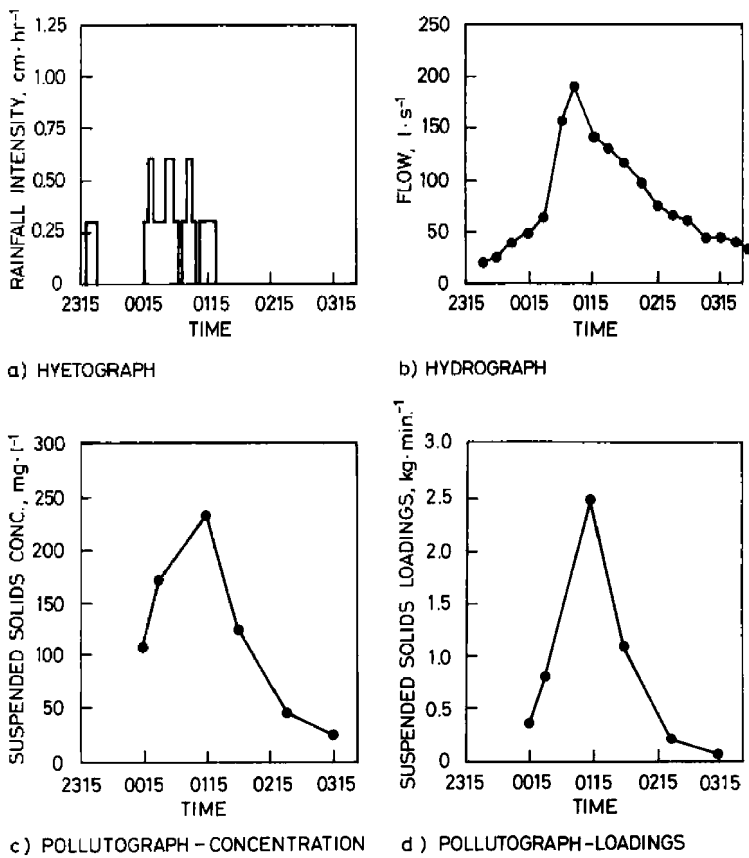 RAINFALL INTENSITY, cm·hr⁻¹
1.25
1.00
0.75
0.50
0.25
0
2315 0015 0115 0215 0315
TIME
a) HYETOGRAPH
FLOW, l·s⁻¹
250
200
150
100
50
0
2315 0015 0115 0215 0315
TIME
b) HYDROGRAPH
SUSPENDED SOLIDS CONC., mg·l⁻¹
300
250
200
150
100
50
0
2315 0015 0115 0215 0315
TIME
c) POLLUTOGRAPH – CONCENTRATION
SUSPENDED SOLIDS LOADINGS, kg·min.⁻¹
3.0
2.5
2.0
1.5
1.0
0.5
0
2315 0015 0115 0215 0315
TIME
d) POLLUTOGRAPH-LOADINGS